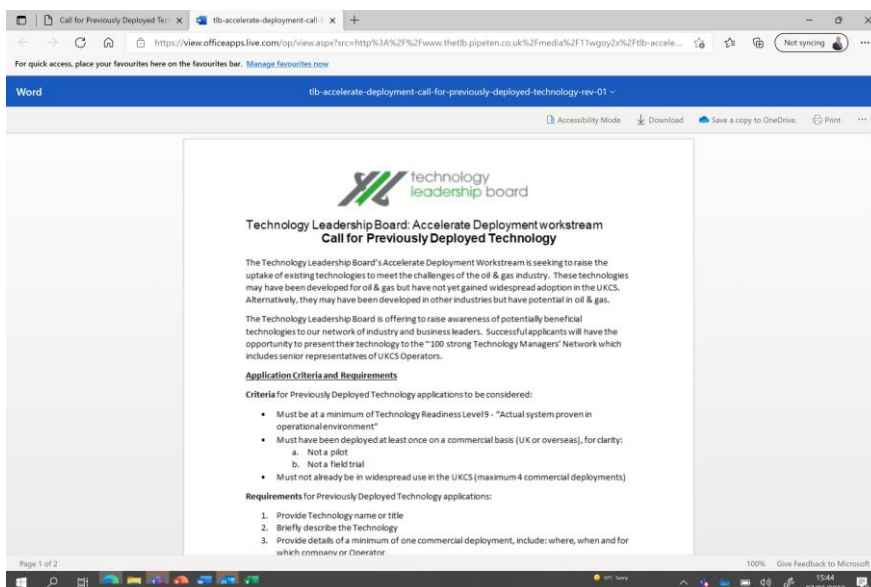 Call for Previously Deployed Tec
tlb-accelerate-deployment-call-f
https://view.officeapps.live.com/op/view.aspx?src=http%3A%2F%2Fwww.thetlb.pipeten.co.uk%2Fmedia%2F11wgoy2x%2Ftlb-accele...
Not syncing
For quick access, place your favourites here on the favourites bar. Manage favourites now
Word
tlb-accelerate-deployment-call-for-previously-deployed-technology-rev-01
Accessibility Mode
Download
Save a copy to OneDrive.
Print
technology
leadership board
Technology Leadership Board: Accelerate Deployment workstream
Call for Previously Deployed Technology
The Technology Leadership Board's Accelerate Deployment Workstream is seeking to raise the
uptake of existing technologies to meet the challenges of the oil & gas industry. These technologies
may have been developed for oil & gas but have not yet gained widespread adoption in the UKCS.
Alternatively, they may have been developed in other industries but have potential in oil & gas.
The Technology Leadership Board is offering to raise awareness of potentially beneficial
technologies to our network of industry and business leaders. Successful applicants will have the
opportunity to present their technology to the ~100 strong Technology Managers' Network which
includes senior representatives of UKCS Operators.
Application Criteria and Requirements
Criteria for Previously Deployed Technology applications to be considered:
• Must be at a minimum of Technology Readiness Level 9 - "Actual system proven in
operational environment"
• Must have been deployed at least once on a commercial basis (UK or overseas), for clarity:
a. Not a pilot
b. Not a field trial
• Must not already be in widespread use in the UKCS (maximum 4 commercial deployments)
Requirements for Previously Deployed Technology applications:
1. Provide Technology name or title
2. Briefly describe the Technology
3. Provide details of a minimum of one commercial deployment, include: where, when and for
which company or Operator
Page 1 of 2
100%
Give Feedback to Microsoft
Sunny
15:44